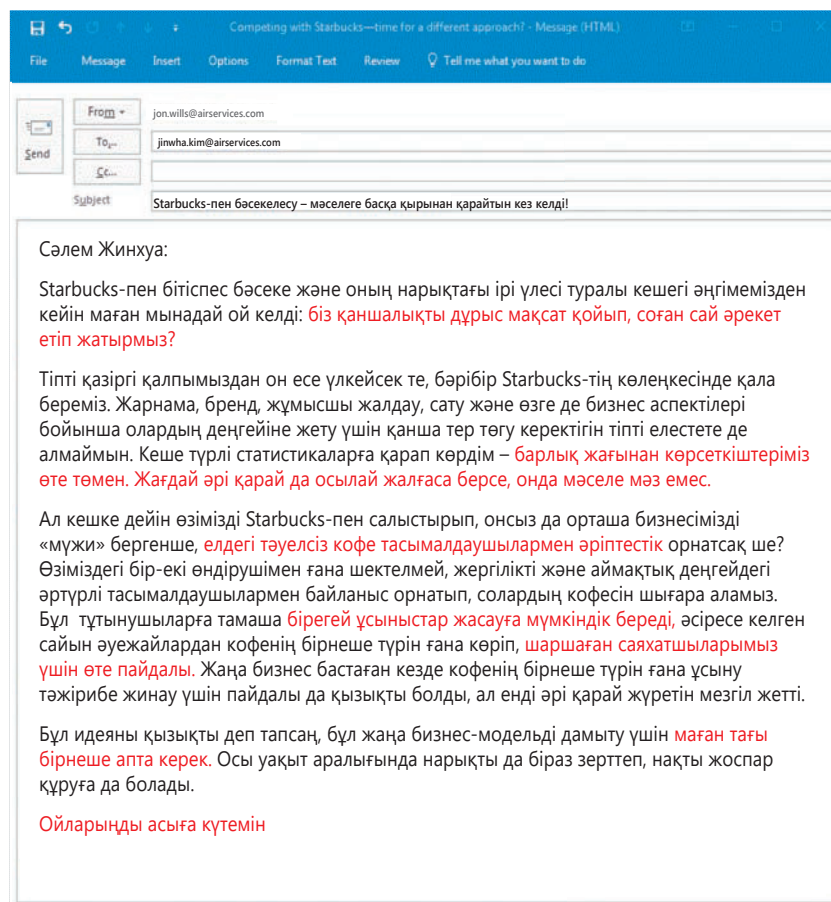 Competing with Starbucks—time for a different approach? - Message (HTML)
File Message Insert Options Format Text Review Tell me what you want to do
From jon.wills@airservices.com
To... jinwha.kim@airservices.com
Send
Cc...
Subject Starbucks-пен бәсекелесу – мәселеге басқа қырынан қарайтын кез келді!
Сәлем Жинхуа:
Starbucks-пен бітіспес бәсеке және оның нарықтағы ірі үлесі туралы кешегі әңгімемізден
кейін маған мынадай ой келді: біз қаншалықты дұрыс мақсат қойып, соған сай әрекет
етіп жатырмыз?
Тіпті қазіргі қалпымыздан он есе үлкейсек те, бәрібір Starbucks-тің көлеңкесінде қала
береміз. Жарнама, бренд, жұмысшы жалдау, сату және өзге де бизнес аспектілері
бойынша олардың деңгейіне жету үшін қанша тер төгу керектігін тіпті елестете де
алмаймын. Кеше түрлі статистикаларға қарап көрдім – барлық жағынан көрсеткіштеріміз
өте төмен. Жағдай әрі қарай да осылай жалғаса берсе, онда мәселе мәз емес.
Ал кешке дейін өзімізді Starbucks-пен салыстырып, онсыз да орташа бизнесімізді
«мүжи» бергенше, елдегі тәуелсіз кофе тасымалдаушылармен әріптестік орнатсақ ше?
Өзіміздегі бір-екі өндірушімен ғана шектелмей, жергілікті және аймақтық деңгейдегі
әртүрлі тасымалдаушылармен байланыс орнатып, солардың кофесін шығара аламыз.
Бұл тұтынушыларға тамаша бірегей ұсыныстар жасауға мүмкіндік береді, әсіресе келген
сайын әуежайлардан кофенің бірнеше түрін ғана көріп, шаршаған саяхатшыларымыз
үшін өте пайдалы. Жаңа бизнес бастаған кезде кофенің бірнеше түрін ғана ұсыну
тәжірибе жинау үшін пайдалы да қызықты болды, ал енді әрі қарай жүретін мезгіл жетті.
Бұл идеяны қызықты деп тапсаң, бұл жаңа бизнес-модельді дамыту үшін маған тағы
бірнеше апта керек. Осы уақыт аралығында нарықты да біраз зерттеп, нақты жоспар
құруға да болады.
Ойларыңды асыға күтемін